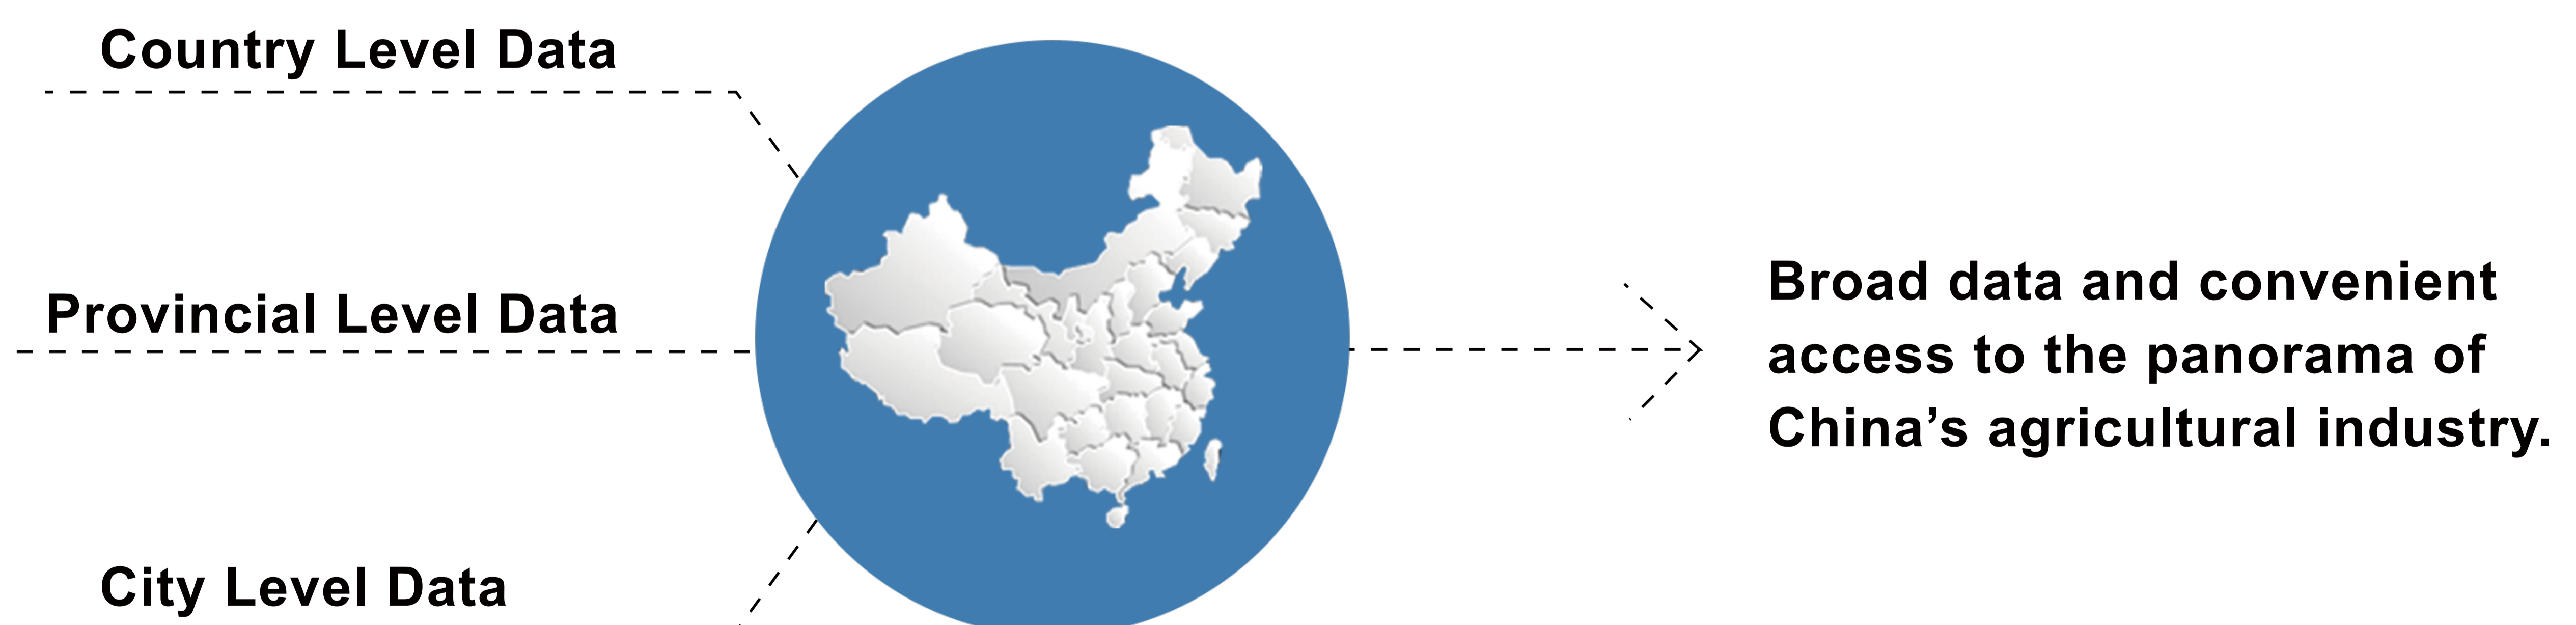 Country Level Data
Provincial Level Data
City Level Data
Broad data and convenient
access to the panorama of
China’s agricultural industry.